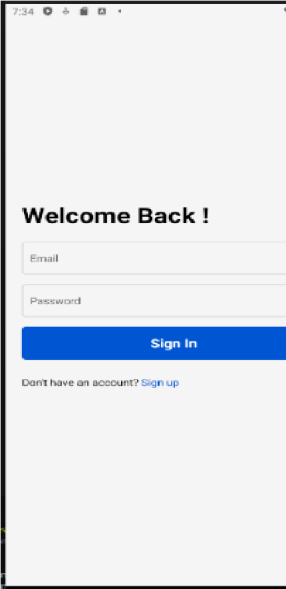 7:34
Welcome Back !
Email
Password
Sign In
Don't have an account? Sign up